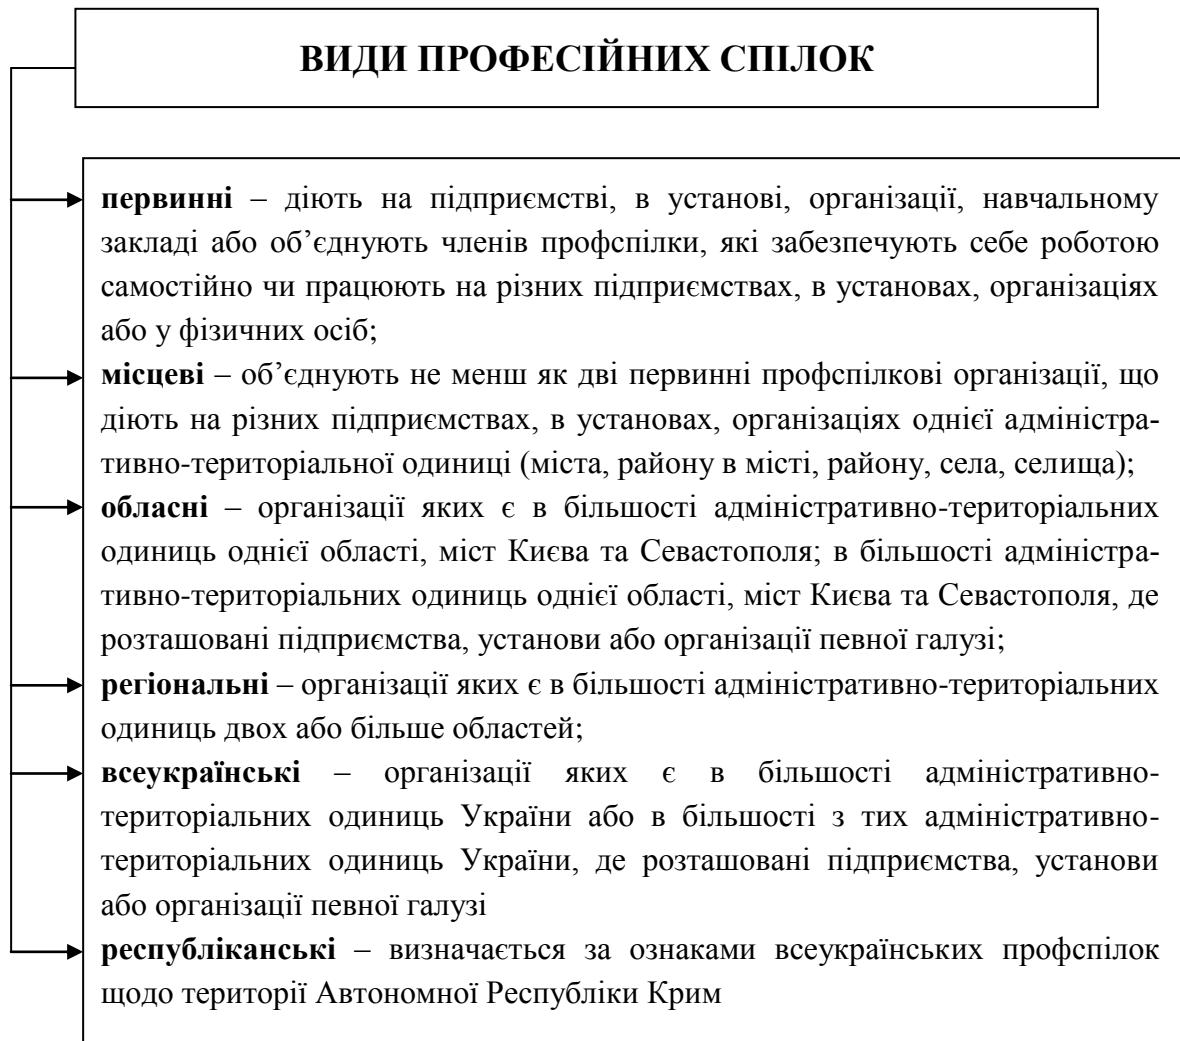 ВИДИ ПРОФЕСІЙНИХ СПІЛОК
первинні – діють на підприємстві, в установі, організації, навчальному
закладі або об’єднують членів профспілки, які забезпечують себе роботою
самостійно чи працюють на різних підприємствах, в установах, організаціях
або у фізичних осіб;
місцеві – об’єднують не менш як дві первинні профспілкові організації, що
діють на різних підприємствах, в установах, організаціях однієї адміністра-
тивно-територіальної одиниці (міста, району в місті, району, села, селища);
обласні – організації яких є в більшості адміністративно-територіальних
одиниць однієї області, міст Києва та Севастополя; в більшості адміністра-
тивно-територіальних одиниць однієї області, міст Києва та Севастополя, де
розташовані підприємства, установи або організації певної галузі;
регіональні – організації яких є в більшості адміністративно-територіальних
одиниць двох або більше областей;
всеукраїнські – організації яких є в більшості адміністративно-
територіальних одиниць України або в більшості з тих адміністративно-
територіальних одиниць України, де розташовані підприємства, установи
або організації певної галузі
республіканські – визначається за ознаками всеукраїнських профспілок
щодо території Автономної Республіки Крим